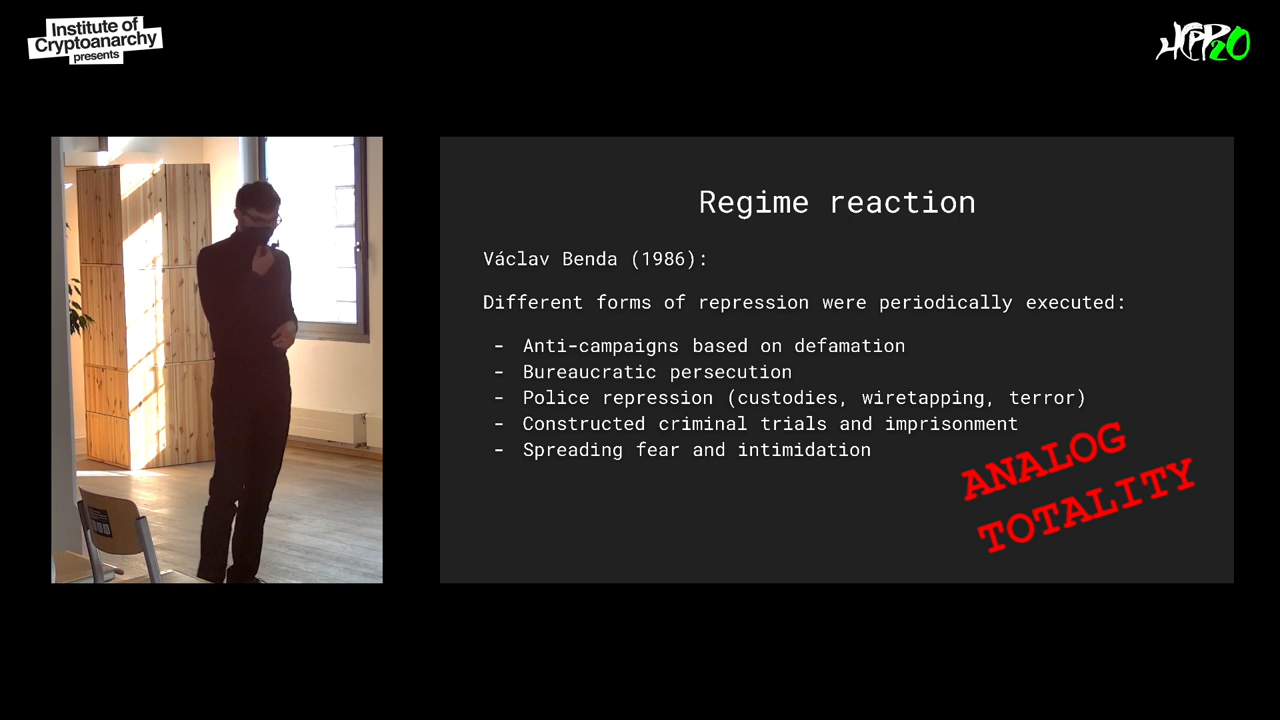 Institute of
Cryptoanarchy
presents
HCPP20
Regime reaction
Václav Benda (1986):
Different forms of repression were periodically executed:
- Anti-campaigns based on defamation
- Bureaucratic persecution
- Police repression (custodies, wiretapping, terror)
- Constructed criminal trials and imprisonment
- Spreading fear and intimidation
ANALOG
TOTALITY